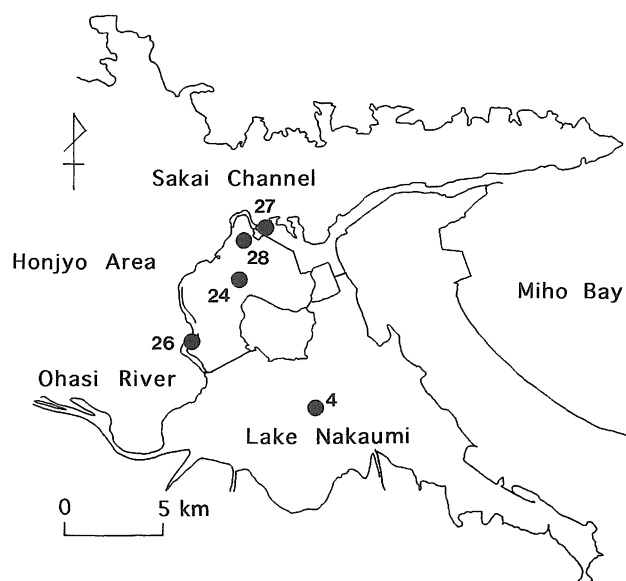 Sakai Channel
27
28
Honjyo Area
24
Miho Bay
26
Ohasi River
4
Lake Nakaumi
0 5 km